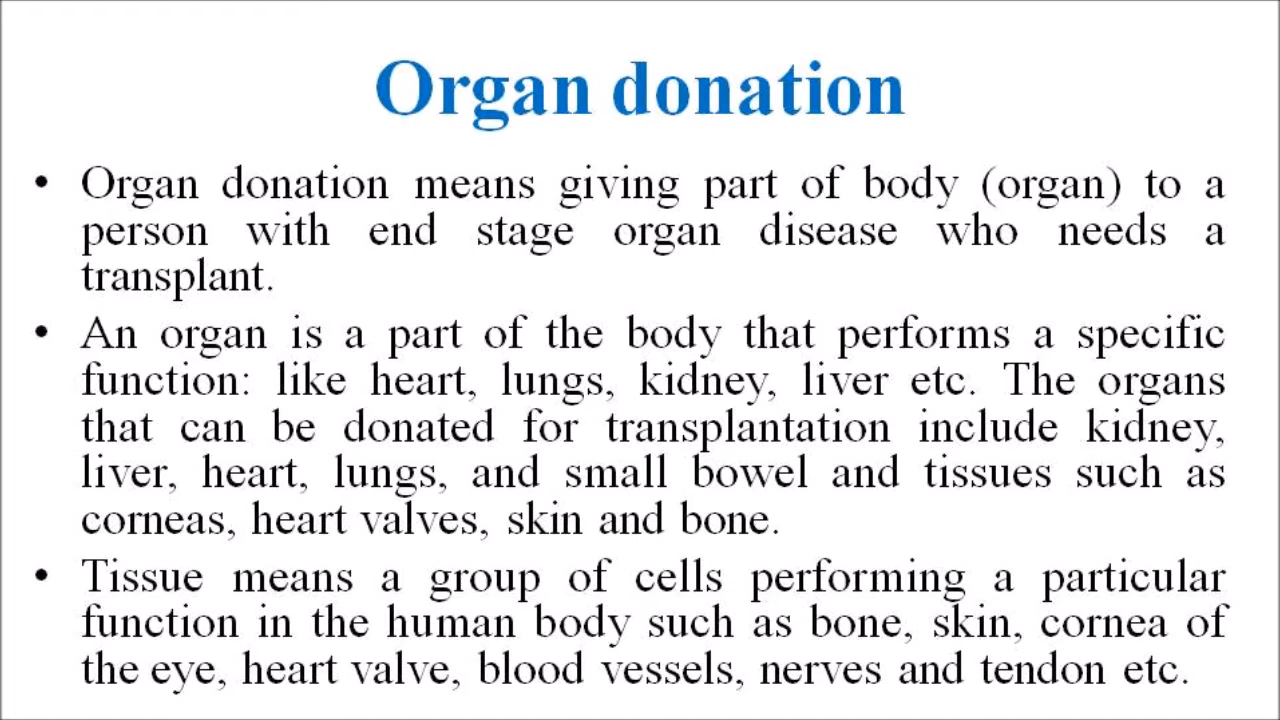 Organ donation
• Organ donation means giving part of body (organ) to a
person with end stage organ disease who needs a
transplant.
• An organ is a part of the body that performs a specific
function: like heart, lungs, kidney, liver etc. The organs
that can be donated for transplantation include kidney,
liver, heart, lungs, and small bowel and tissues such as
corneas, heart valves, skin and bone.
• Tissue means a group of cells performing a particular
function in the human body such as bone, skin, cornea of
the eye, heart valve, blood vessels, nerves and tendon etc.